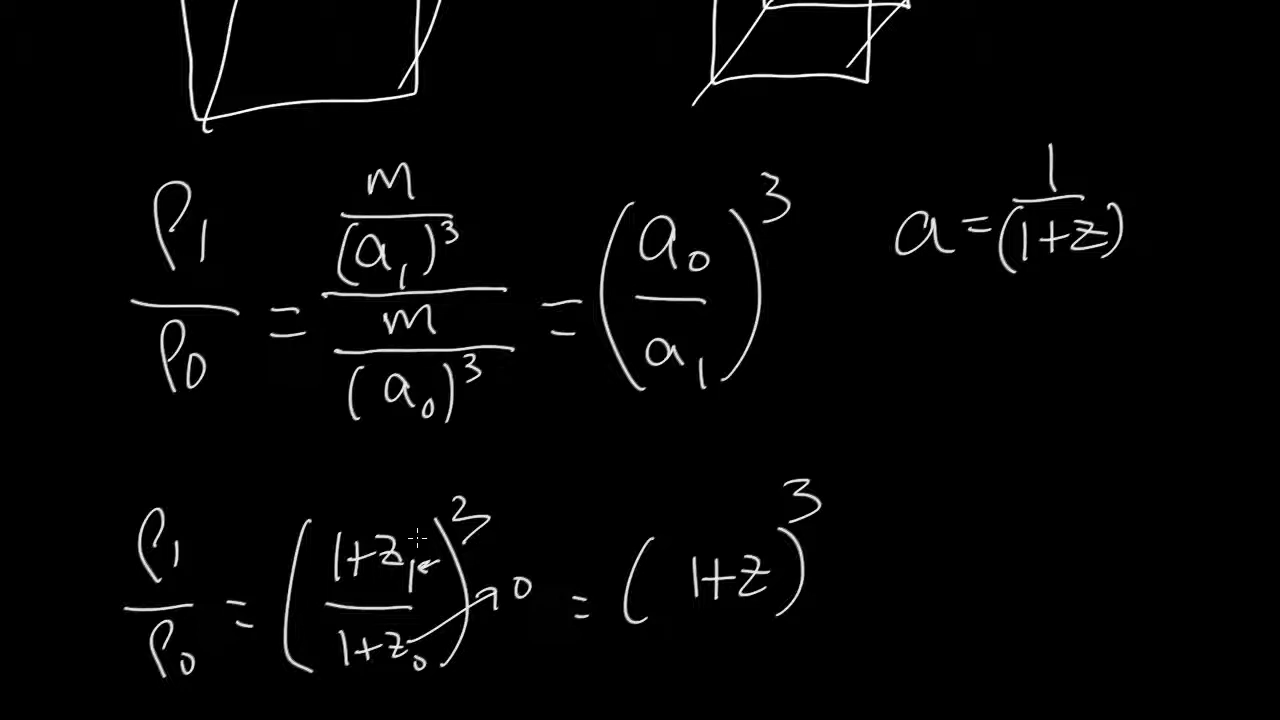 ρ₁/ρ₀ = (m/(a₁)³)/(m/(a₀)³) = (a₀/a₁)³
a = 1/(1+z)
ρ₁/ρ₀ = ((1+z₁)/(1+z₀))³ = (1+z)³
0